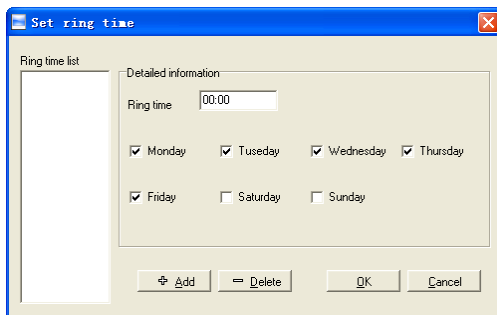 Set ring time
Ring time list
Detailed information
Ring time 00:00
Monday Tuseday Wednesday Thursday
Friday Saturday Sunday
Add Delete OK Cancel